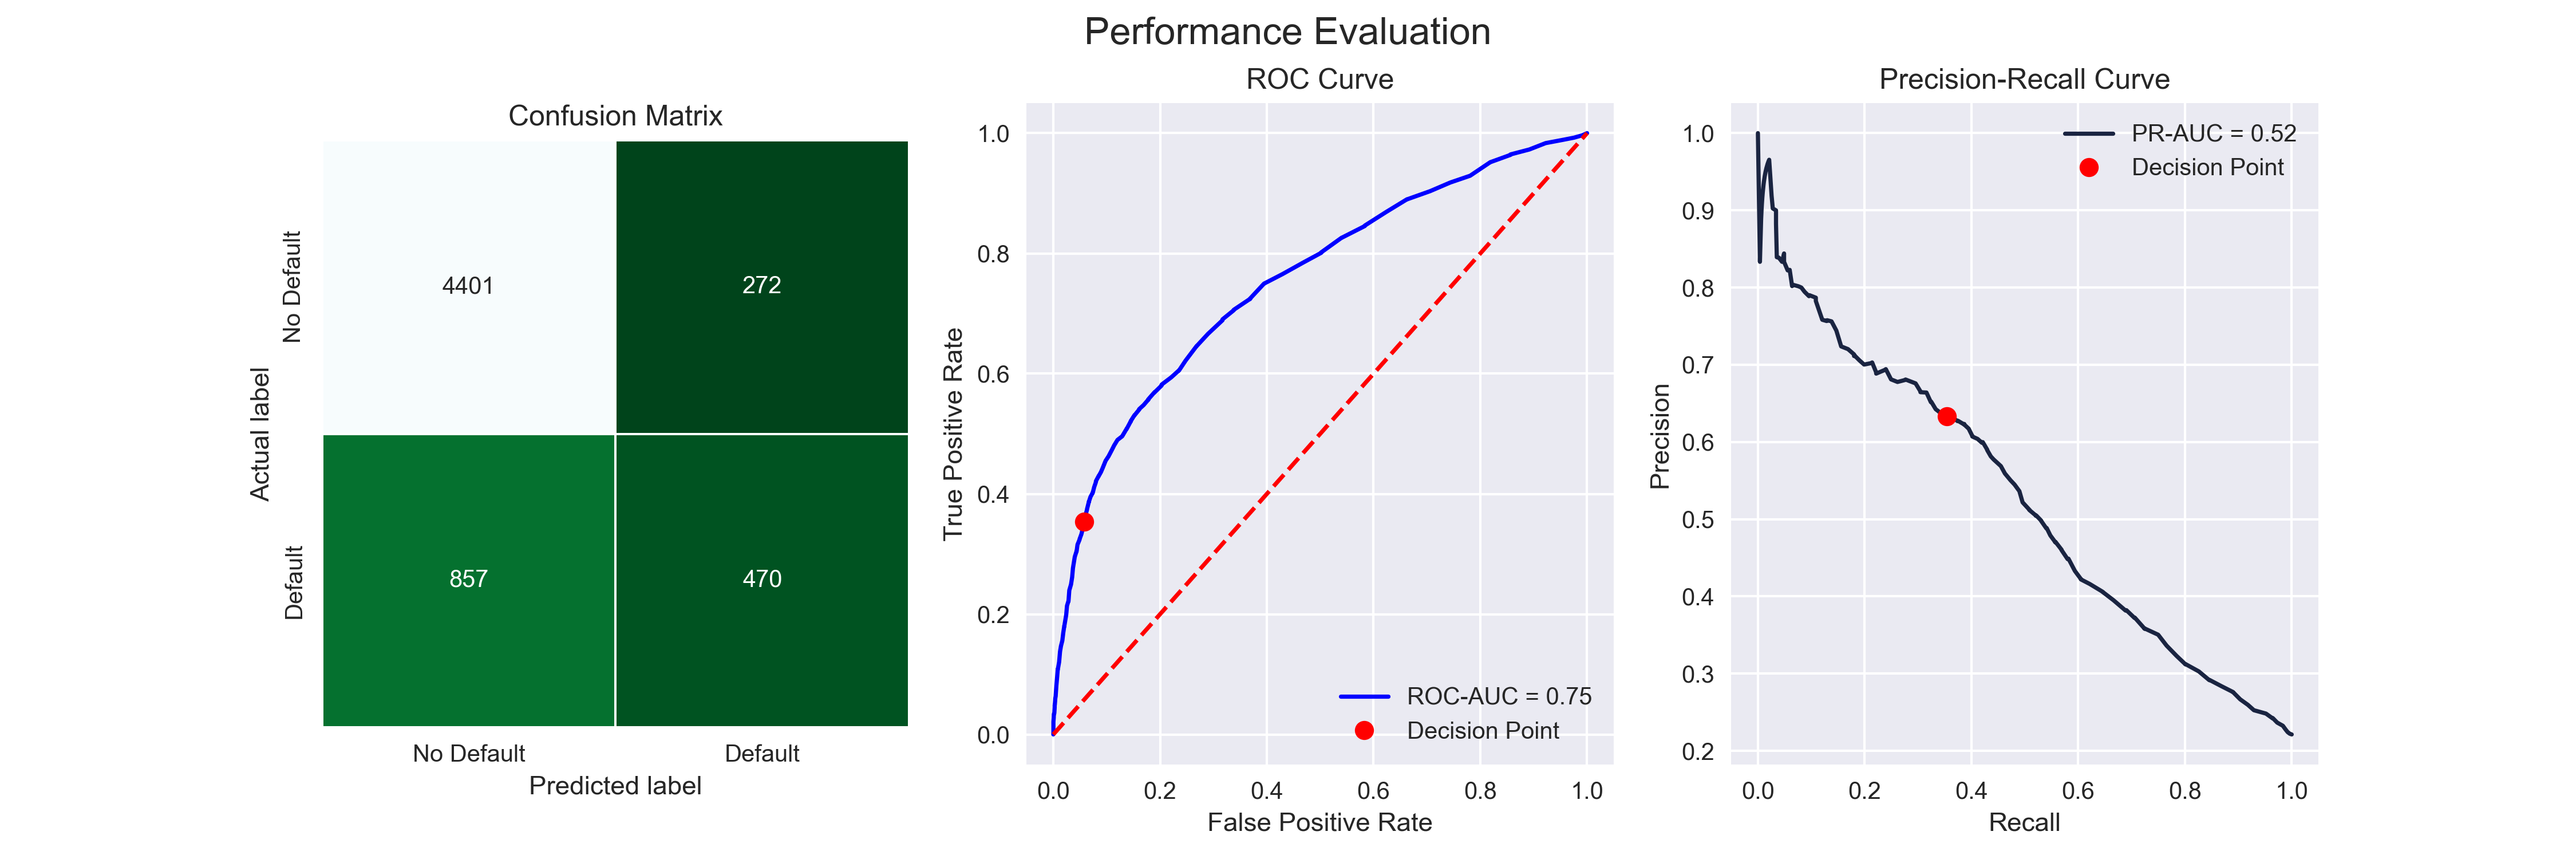 Performance Evaluation
Confusion Matrix
Actual label
No Default
Default
4401
272
857
470
No Default
Default
Predicted label
ROC Curve
True Positive Rate
1.0
0.8
0.6
0.4
0.2
0.0
ROC-AUC = 0.75
Decision Point
0.0 0.2 0.4 0.6 0.8 1.0
False Positive Rate
Precision-Recall Curve
Precision
1.0
0.9
0.8
0.7
0.6
0.5
0.4
0.3
0.2
PR-AUC = 0.52
Decision Point
0.0 0.2 0.4 0.6 0.8 1.0
Recall